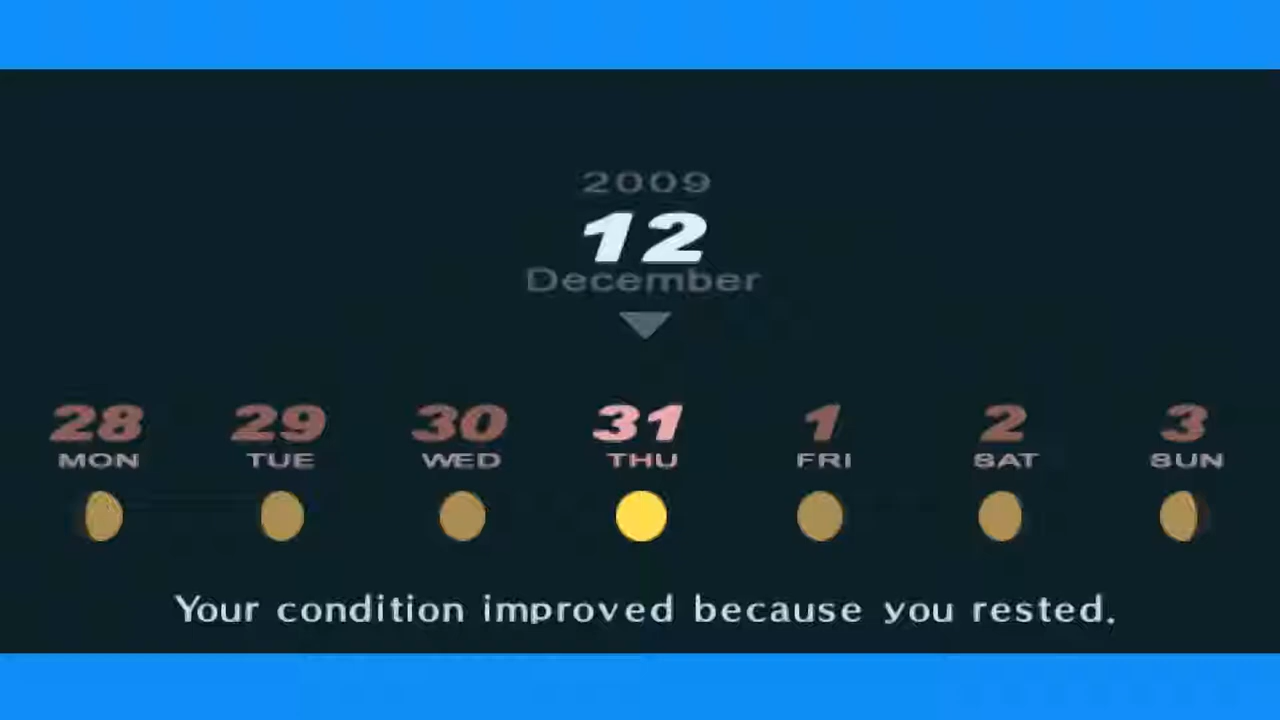 2009
12
December
28 29 30 31 1 2 3
MON TUE WED THU FRI SAT SUN
Your condition improved because you rested.